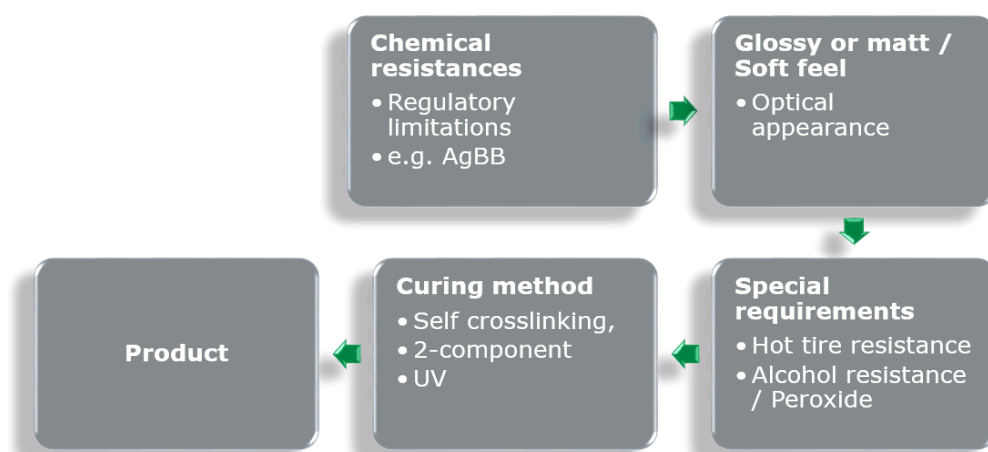 Chemical
resistances
• Regulatory
limitations
• e.g. AgBB
Glossy or matt /
Soft feel
• Optical
appearance
Special
requirements
• Hot tire resistance
• Alcohol resistance
/ Peroxide
Curing method
• Self crosslinking,
• 2-component
• UV
Product